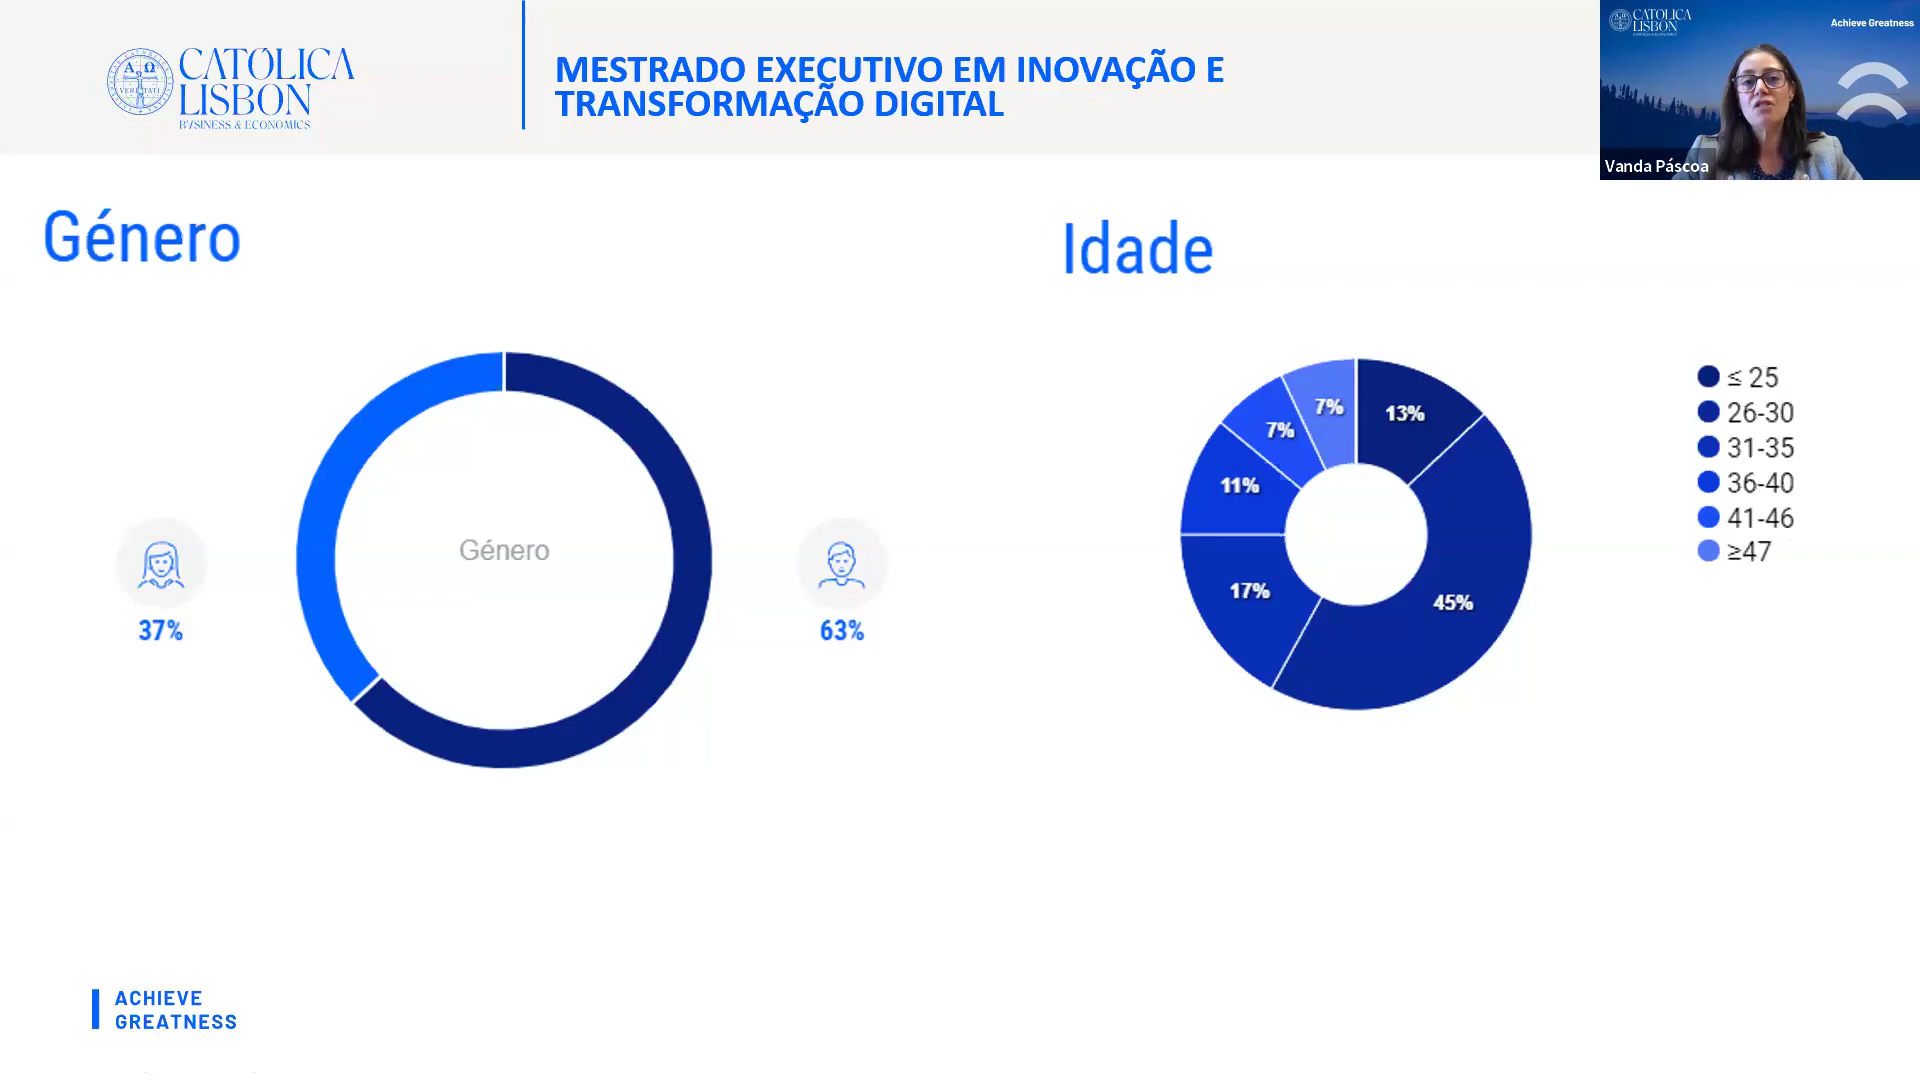 CATÓLICA
LISBON
BUSINESS & ECONOMICS
MESTRADO EXECUTIVO EM INOVAÇÃO E
TRANSFORMAÇÃO DIGITAL
CATÓLICA
LISBON
BUSINESS & ECONOMICS
Achieve Greatness
Vanda Páscoa
Género
Género
37%
63%
Idade
13%
45%
17%
11%
7%
7%
≤ 25
26-30
31-35
36-40
41-46
≥47
ACHIEVE
GREATNESS